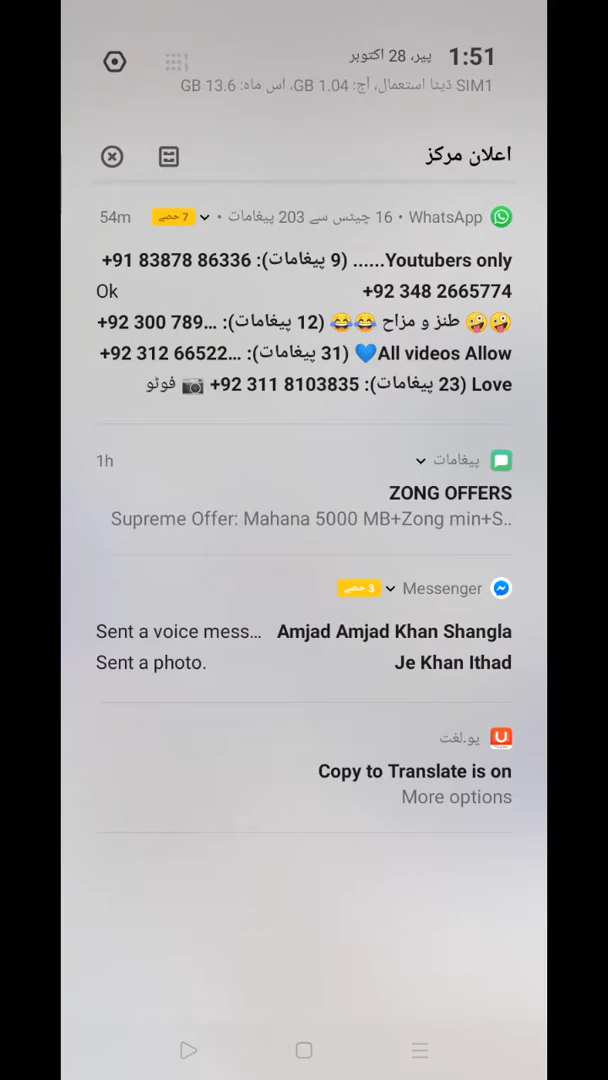 1:51 پیر، 28 اکتوبر
SIM1 ڈیٹا استعمال، آج: 1.04 GB، اس ماہ: 13.6 GB
اعلان مرکز
WhatsApp • 16 چیٹس سے 203 پیغامات • 7 حصے 54m
Youtubers only...... (9 پیغامات): +91 83878 86336
+92 348 2665774 Ok
🤪🤪 طنز و مزاح 😂😂 (12 پیغامات): +92 300 789...
All videos Allow💙 (31 پیغامات): +92 312 66522...
Love (23 پیغامات): +92 311 8103835 📷 فوٹو
پیغامات 1h
ZONG OFFERS
Supreme Offer: Mahana 5000 MB+Zong min+S..
Messenger 3 حصے
Amjad Amjad Khan Shangla Sent a voice mess...
Je Khan Ithad Sent a photo.
یو.لغت
Copy to Translate is on
More options